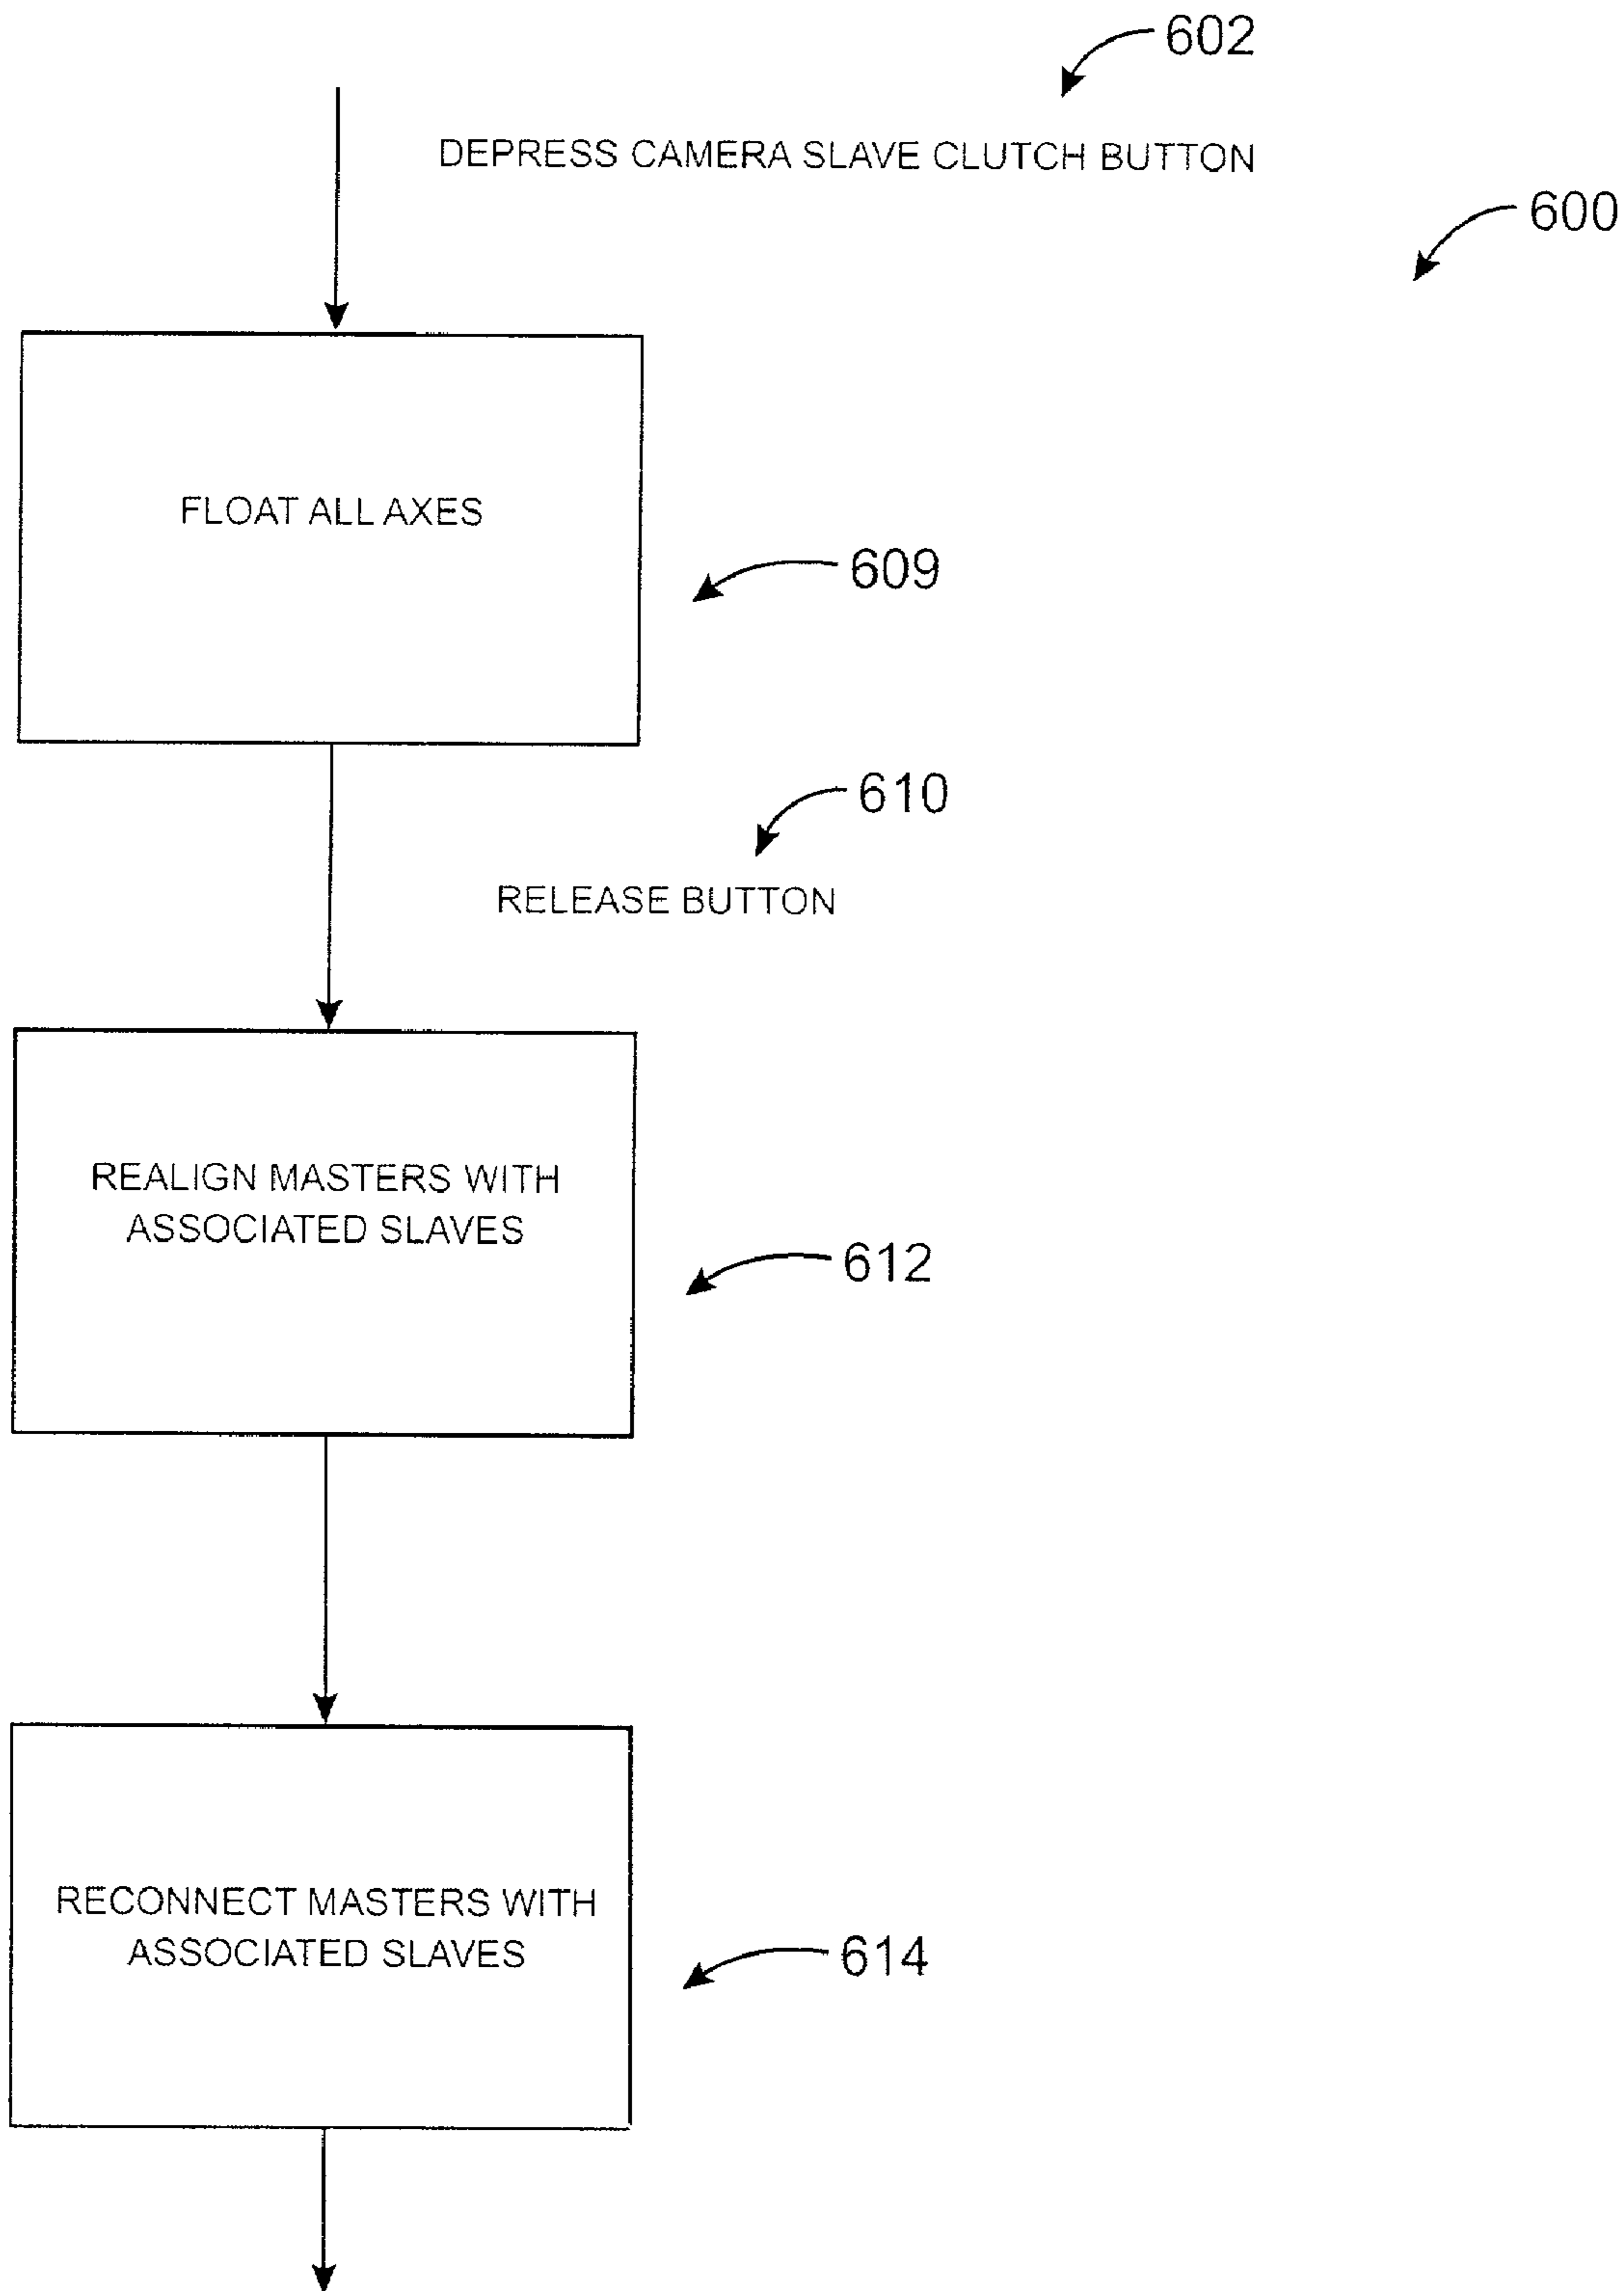 602
DEPRESS CAMERA SLAVE CLUTCH BUTTON
600
FLOAT ALL AXES
609
610
RELEASE BUTTON
REALIGN MASTERS WITH
ASSOCIATED SLAVES
612
RECONNECT MASTERS WITH
ASSOCIATED SLAVES
614